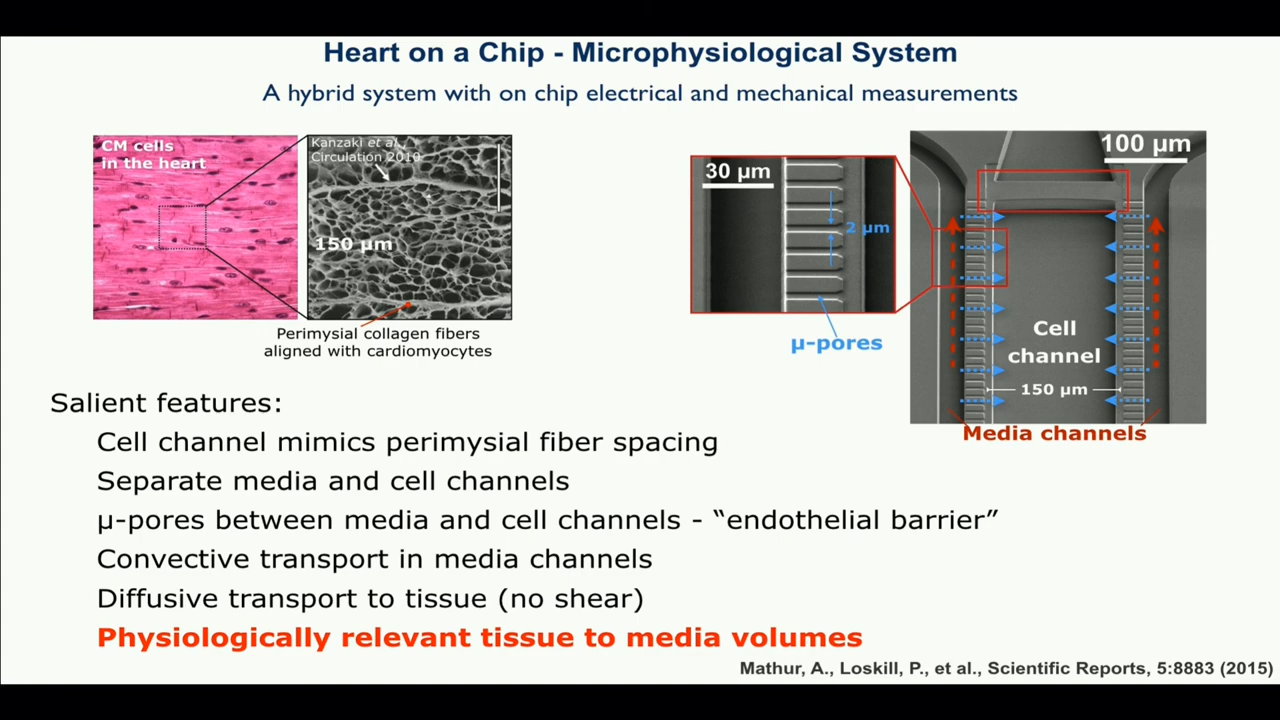 Heart on a Chip - Microphysiological System
A hybrid system with on chip electrical and mechanical measurements
CM cells
in the heart
Kanzaki et al.,
Circulation 2010
150 µm
Perimysial collagen fibers
aligned with cardiomyocytes
30 µm
2 µm
µ-pores
100 µm
Cell
channel
150 µm
Media channels
Salient features:
Cell channel mimics perimysial fiber spacing
Separate media and cell channels
µ-pores between media and cell channels - “endothelial barrier”
Convective transport in media channels
Diffusive transport to tissue (no shear)
Physiologically relevant tissue to media volumes
Mathur, A., Loskill, P., et al., Scientific Reports, 5:8883 (2015)